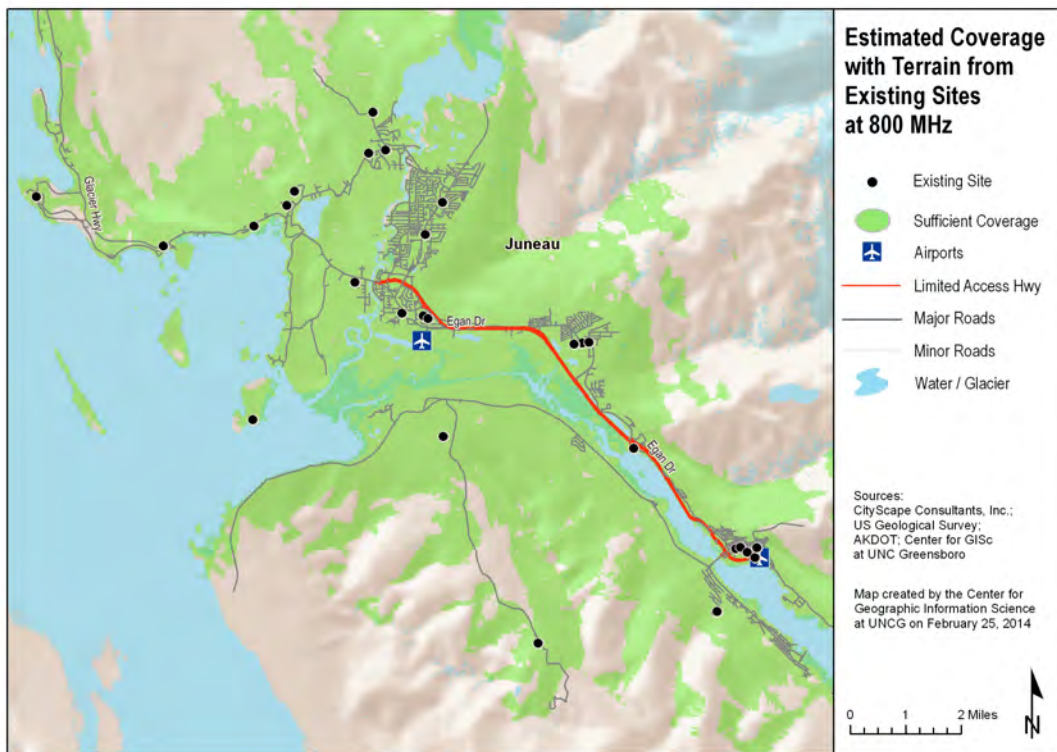 Estimated Coverage
with Terrain from
Existing Sites
at 800 MHz
Existing Site
Sufficient Coverage
Airports
Limited Access Hwy
Major Roads
Minor Roads
Water / Glacier
Sources:
CityScape Consultants, Inc.;
US Geological Survey;
AKDOT; Center for GISc
at UNC Greensboro
Map created by the Center for
Geographic Information Science
at UNCG on February 25, 2014
0 1 2 Miles
N
Glacier Hwy
Juneau
Egan Dr
Egan Dr